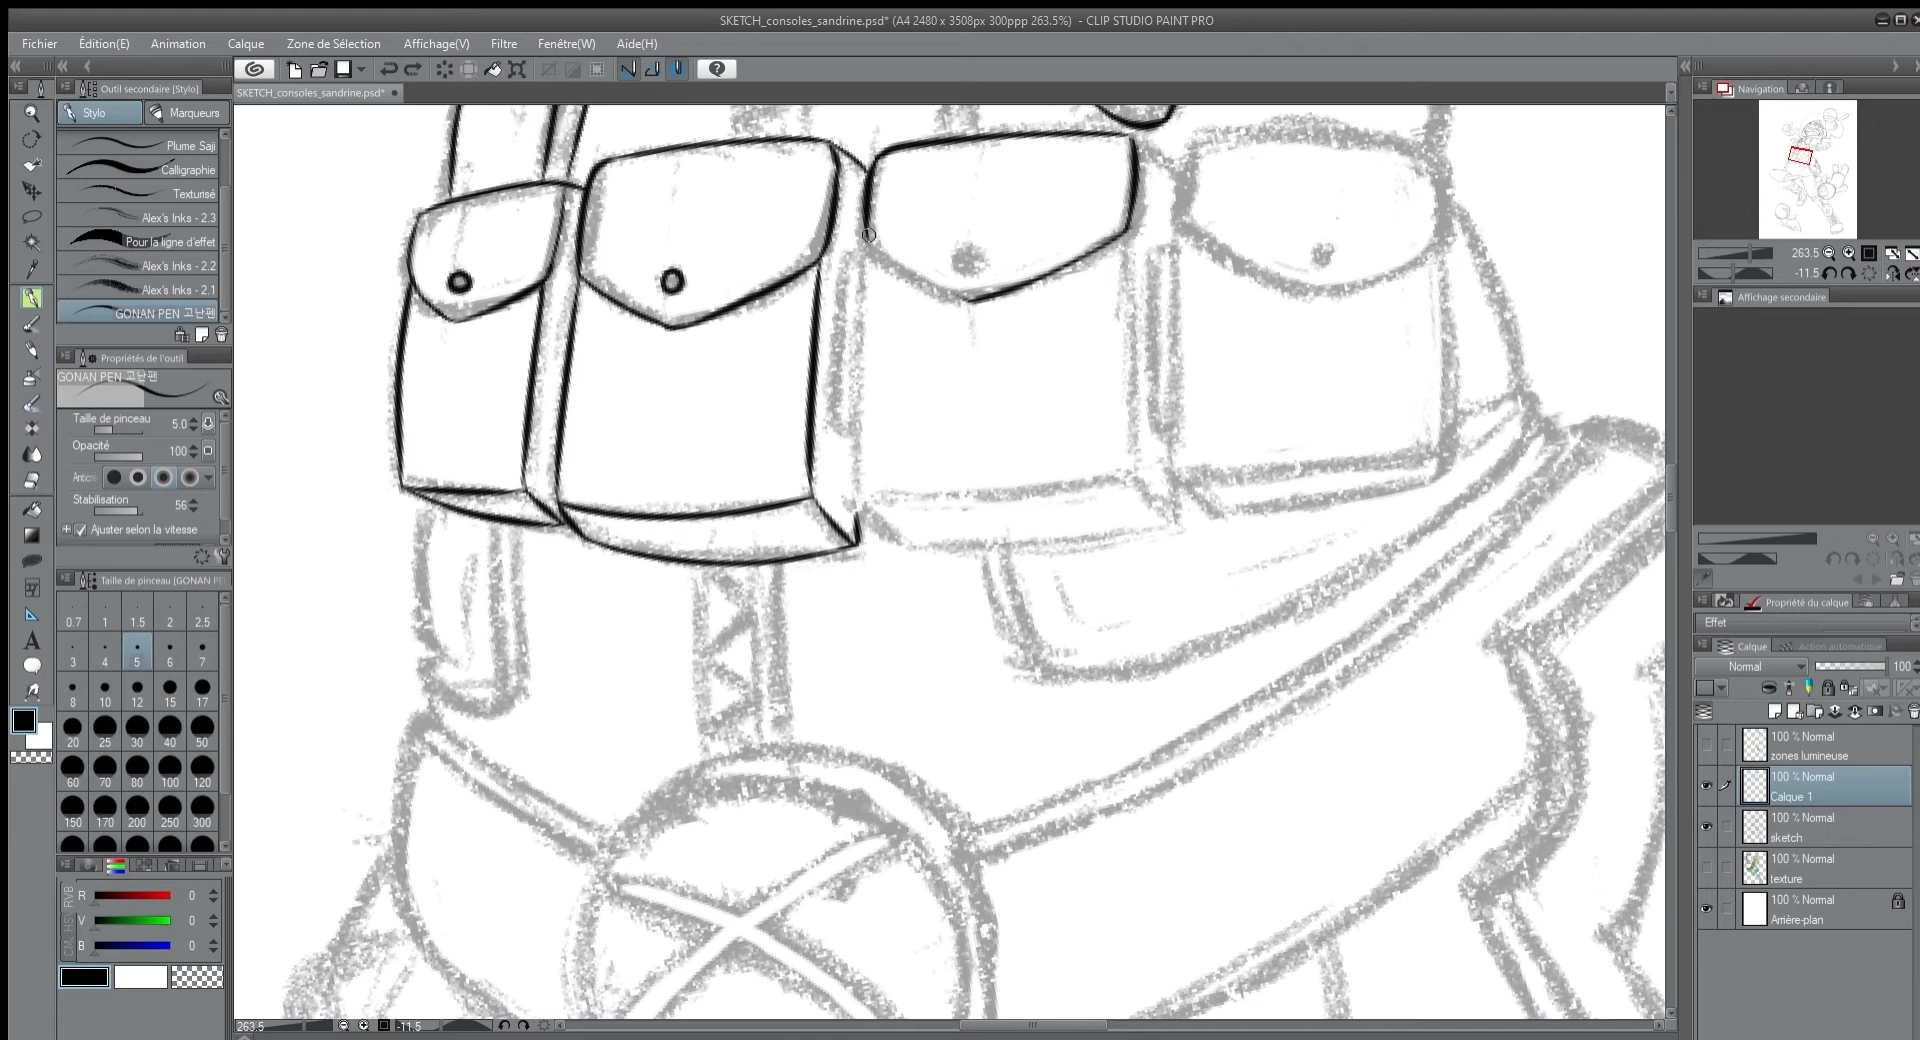 SKETCH_consoles_sandrine.psd* (A4 2480 x 3508px 300ppp 263.5%) - CLIP STUDIO PAINT PRO
Fichier Édition(E) Animation Calque Zone de Sélection Affichage(V) Filtre Fenêtre(W) Aide(H)
Outil secondaire [Stylo]
SKETCH_consoles_sandrine.psd*
Stylo Marqueurs
Plume Saji
Calligraphie
Texturisé
Alex's Inks - 2.3
Pour la ligne d'effet
Alex's Inks - 2.2
Alex's Inks - 2.1
GONAN PEN 고난펜
Propriétés de l'outil
GONAN PEN 고난펜
Taille de pinceau 5.0
Opacité 100
Anticré
Stabilisation 56
Ajuster selon la vitesse
Taille de pinceau [GONAN PE
0.7 1 1.5 2 2.5
3 4 5 6 7
8 10 12 15 17
20 25 30 40 50
60 70 80 100 120
150 170 200 250 300
RVB
R 0
V 0
B 0
263.5 -11.5
Navigation
263.5
-11.5
Affichage secondaire
Propriété du calque
Effet
Calque Action automatique
Normal 100
100 % Normal
zones lumineuse
100 % Normal
Calque 1
100 % Normal
sketch
100 % Normal
texture
100 % Normal
Arrière-plan